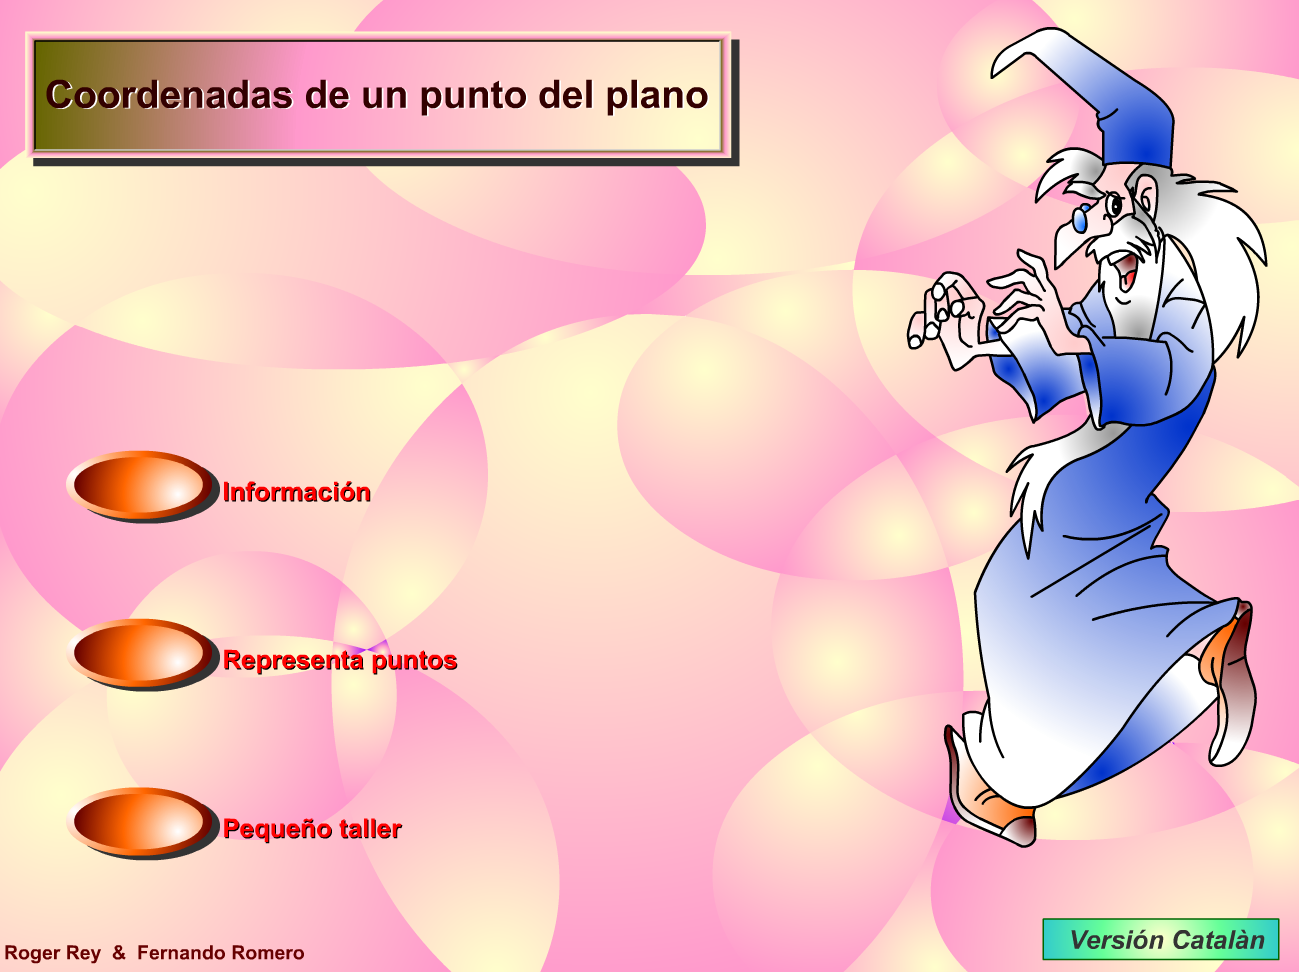 Coordenadas de un punto del plano
Información
Representa puntos
Pequeño taller
Roger Rey & Fernando Romero
Versión Catalàn